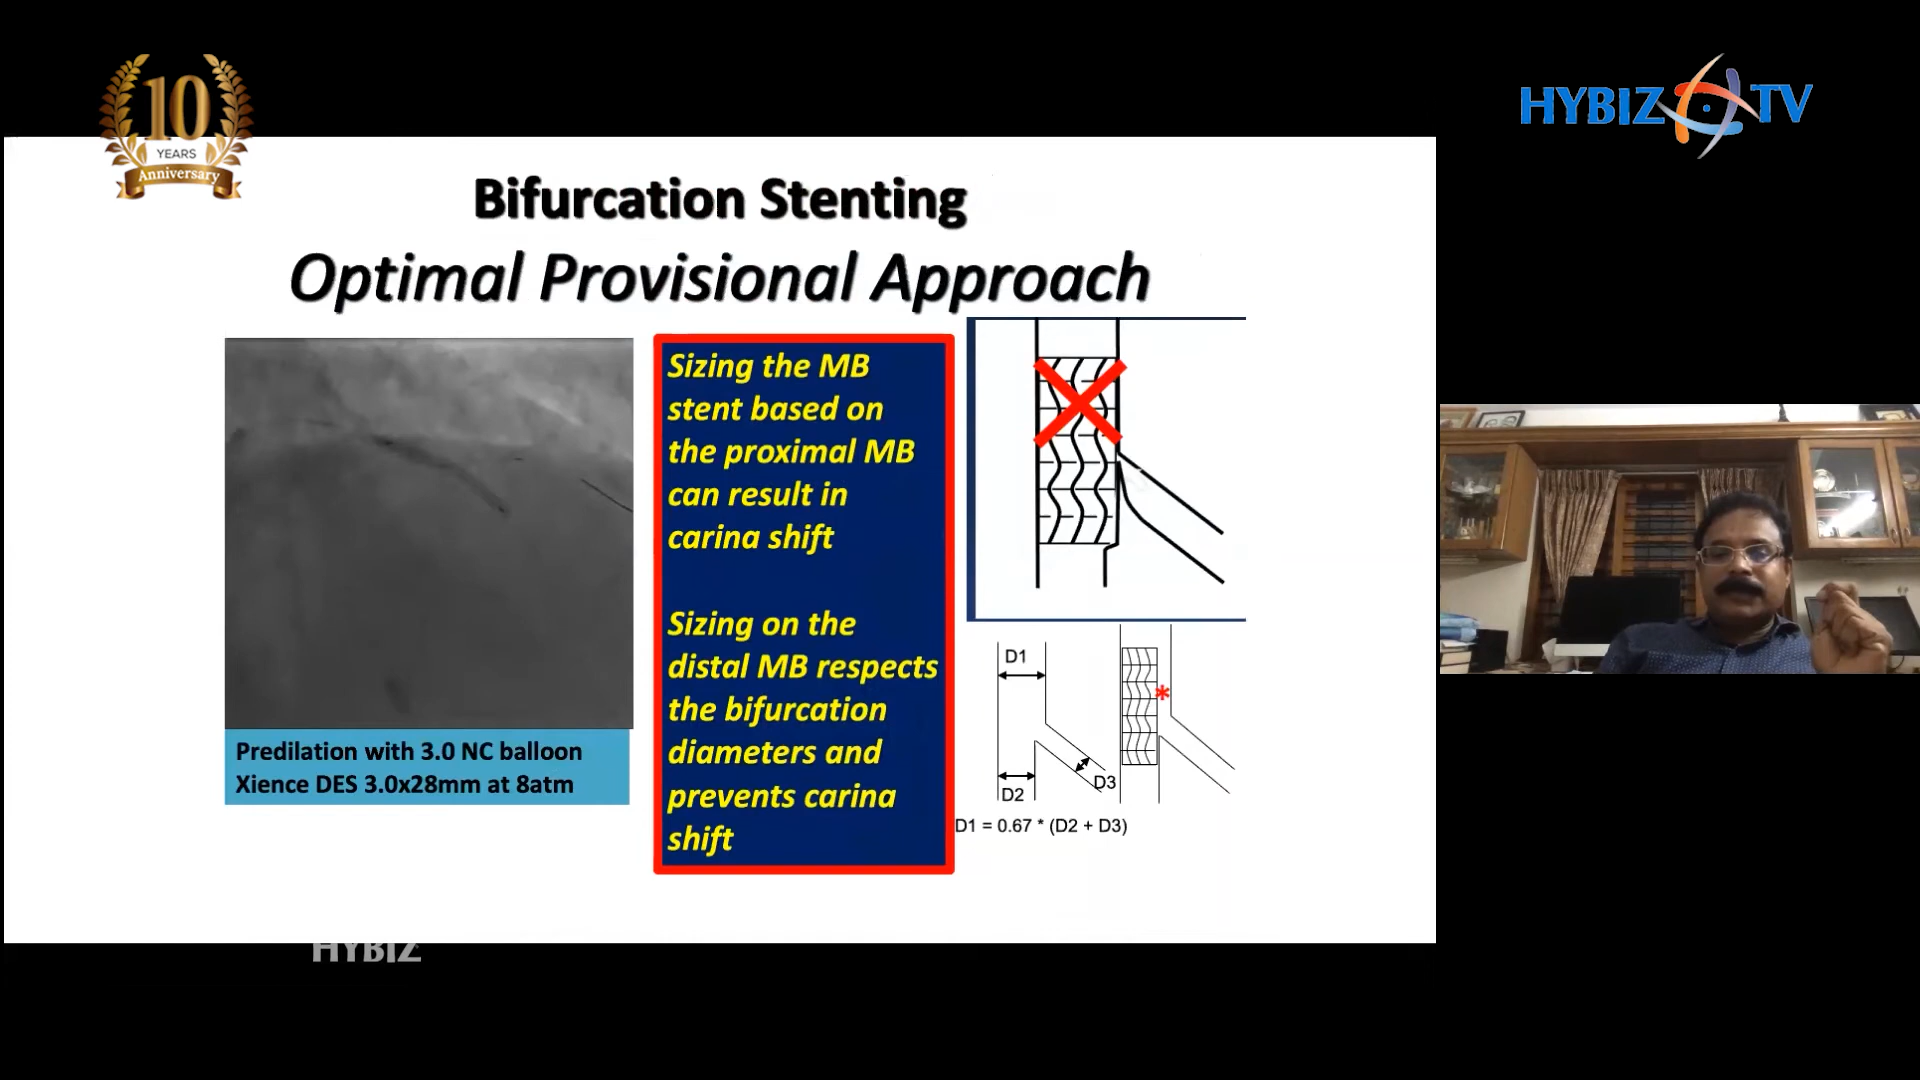 10
YEARS
Anniversary
HYBIZ TV
Bifurcation Stenting
Optimal Provisional Approach
Sizing the MB
stent based on
the proximal MB
can result in
carina shift
Sizing on the
distal MB respects
the bifurcation
diameters and
prevents carina
shift
Predilation with 3.0 NC balloon
Xience DES 3.0x28mm at 8atm
D1
*
D3
D2
D1 = 0.67 * (D2 + D3)
HYBIZ